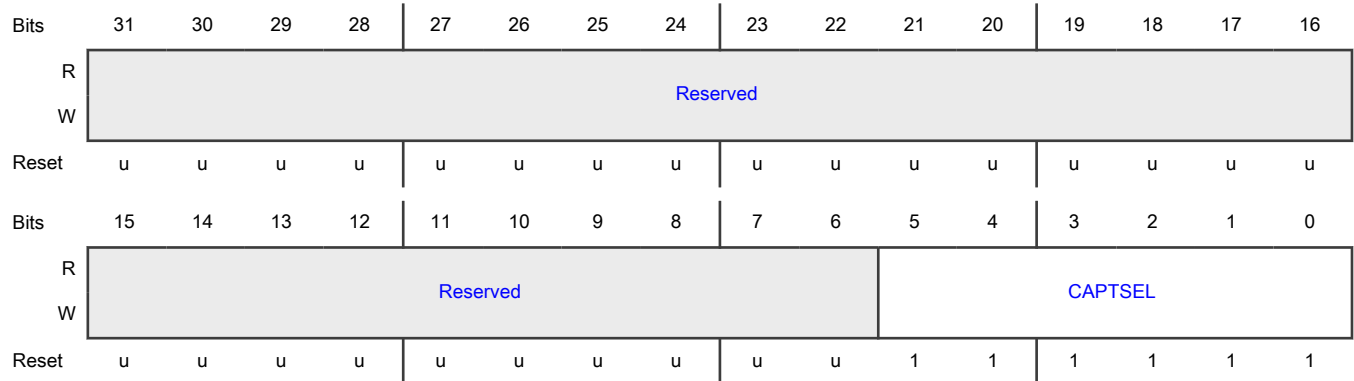 Bits 31 30 29 28 27 26 25 24 23 22 21 20 19 18 17 16
R
Reserved
W
Reset u u u u u u u u u u u u u u u u
Bits 15 14 13 12 11 10 9 8 7 6 5 4 3 2 1 0
R
Reserved CAPTSEL
W
Reset u u u u u u u u u u 1 1 1 1 1 1